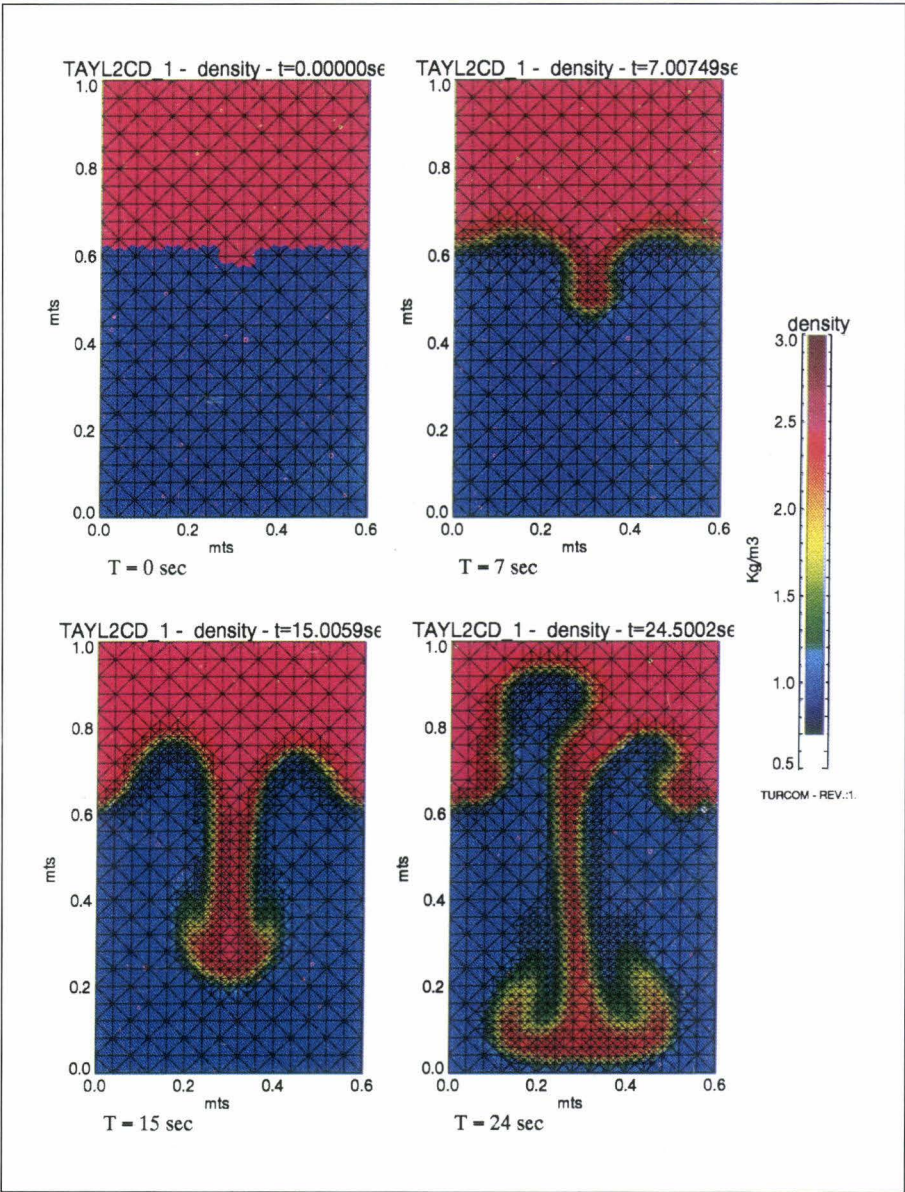 TAYL2CD_1 - density - t=0.00000se
1.0
0.8
0.6
0.4
0.2
0.0
mts
0.0 0.2 0.4 0.6
mts
T = 0 sec
TAYL2CD_1 - density - t=7.00749se
1.0
0.8
0.6
0.4
0.2
0.0
mts
0.0 0.2 0.4 0.6
mts
T = 7 sec
density
3.0
2.5
2.0
1.5
1.0
0.5
Kg/m3
TURCOM - REV.:1.
TAYL2CD_1 - density - t=15.0059se
1.0
0.8
0.6
0.4
0.2
0.0
mts
0.0 0.2 0.4 0.6
mts
T = 15 sec
TAYL2CD_1 - density - t=24.5002se
1.0
0.8
0.6
0.4
0.2
0.0
mts
0.0 0.2 0.4 0.6
mts
T = 24 sec